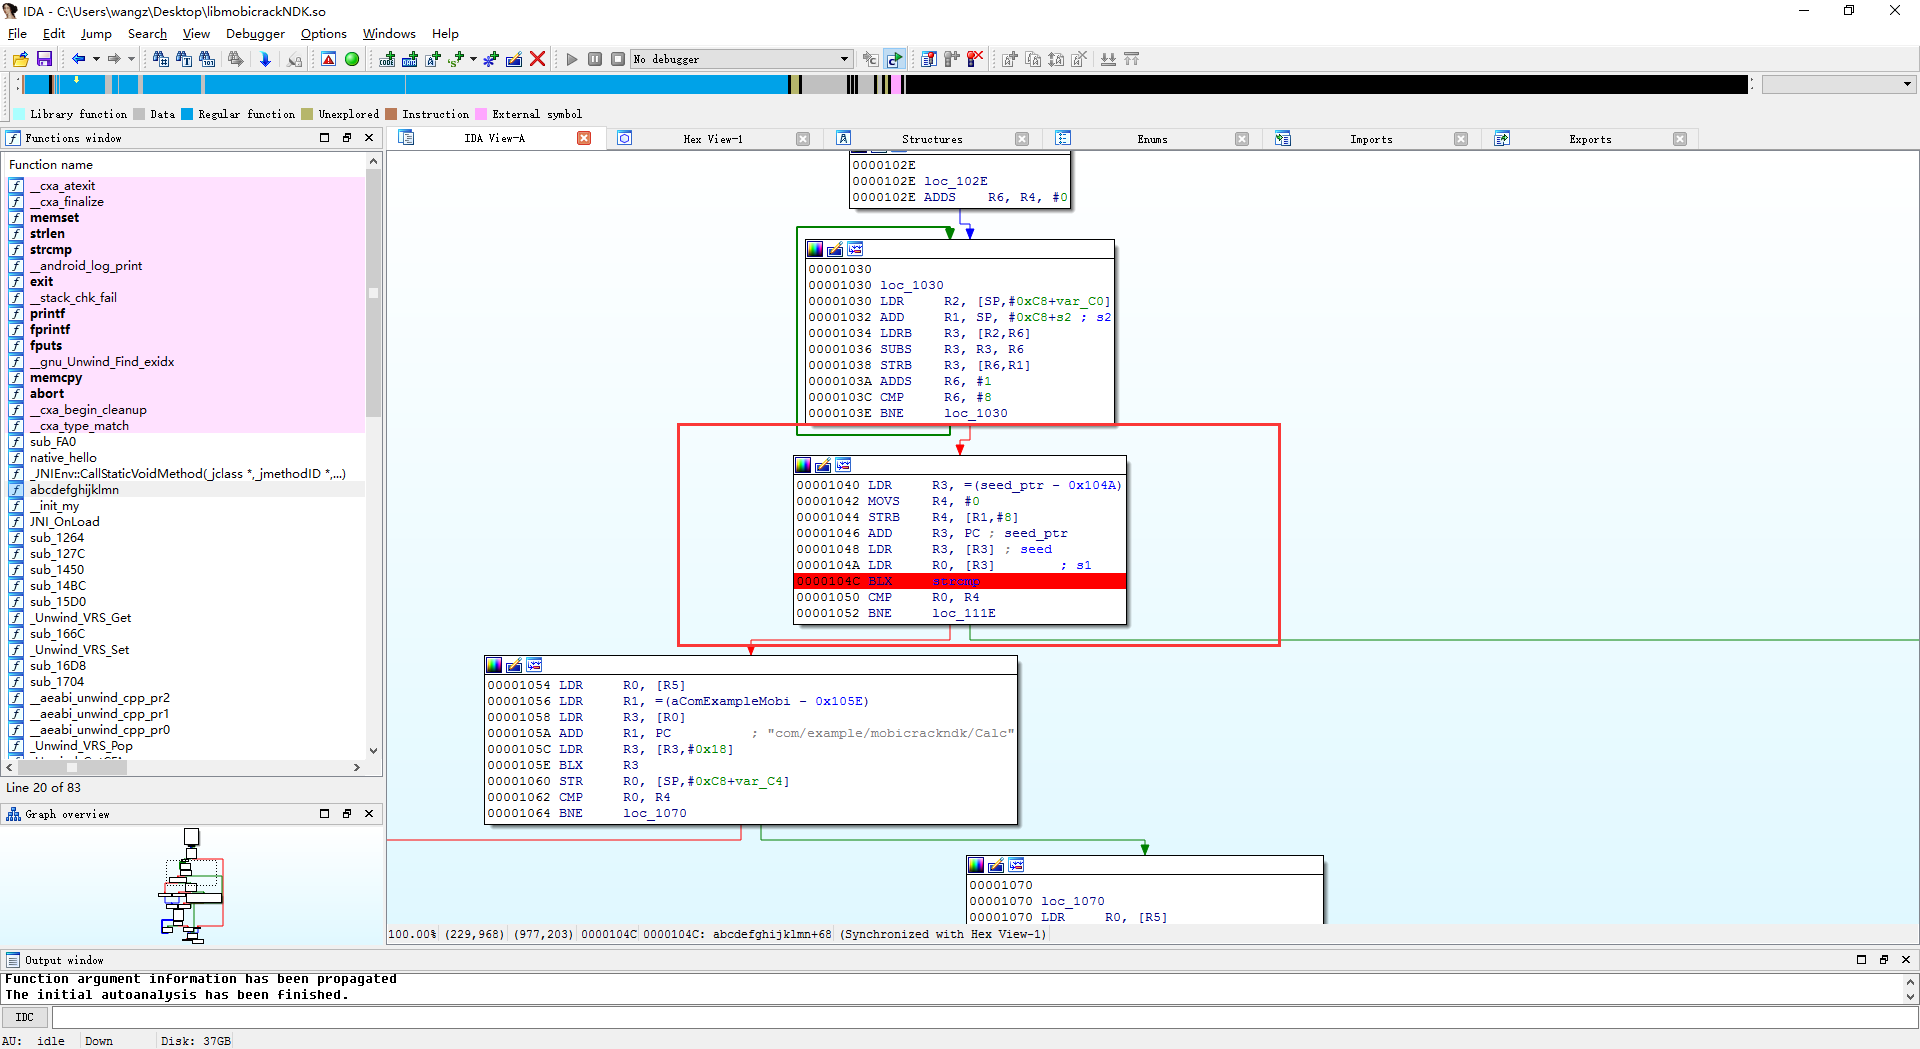 IDA - C:\Users\wangz\Desktop\libmobicrackNDK.so
File Edit Jump Search View Debugger Options Windows Help
No debugger
Library function Data Regular function Unexplored Instruction External symbol
Functions window
IDA View-A Hex View-1 Structures Enums Imports Exports
Function name
__cxa_atexit
__cxa_finalize
memset
strlen
strcmp
__android_log_print
exit
__stack_chk_fail
printf
fprintf
fputs
__gnu_Unwind_Find_exidx
memcpy
abort
__cxa_begin_cleanup
__cxa_type_match
sub_FA0
native_hello
_JNIEnv::CallStaticVoidMethod(_jclass *,_jmethodID *,...)
abcdefghijklmn
__init_my
JNI_OnLoad
sub_1264
sub_127C
sub_1450
sub_14BC
sub_15D0
_Unwind_VRS_Get
sub_166C
_Unwind_VRS_Set
sub_16D8
sub_1704
__aeabi_unwind_cpp_pr2
__aeabi_unwind_cpp_pr1
__aeabi_unwind_cpp_pr0
_Unwind_VRS_Pop
Line 20 of 83
Graph overview
0000102E
0000102E loc_102E
0000102E ADDS R6, R4, #0
00001030
00001030 loc_1030
00001030 LDR R2, [SP,#0xC8+var_C0]
00001032 ADD R1, SP, #0xC8+s2 ; s2
00001034 LDRB R3, [R2,R6]
00001036 SUBS R3, R3, R6
00001038 STRB R3, [R6,R1]
0000103A ADDS R6, #1
0000103C CMP R6, #8
0000103E BNE loc_1030
00001040 LDR R3, =(seed_ptr - 0x104A)
00001042 MOVS R4, #0
00001044 STRB R4, [R1,#8]
00001046 ADD R3, PC ; seed_ptr
00001048 LDR R3, [R3] ; seed
0000104A LDR R0, [R3] ; s1
0000104C BLX strcmp
00001050 CMP R0, R4
00001052 BNE loc_111E
00001054 LDR R0, [R5]
00001056 LDR R1, =(aComExampleMobi - 0x105E)
00001058 LDR R3, [R0]
0000105A ADD R1, PC ; "com/example/mobicrackndk/Calc"
0000105C LDR R3, [R3,#0x18]
0000105E BLX R3
00001060 STR R0, [SP,#0xC8+var_C4]
00001062 CMP R0, R4
00001064 BNE loc_1070
00001070
00001070 loc_1070
00001070 LDR R0, [R5]
100.00% (229,968) (977,203) 0000104C 0000104C: abcdefghijklmn+68 (Synchronized with Hex View-1)
Output window
Function argument information has been propagated
The initial autoanalysis has been finished.
IDC
AU: idle Down Disk: 37GB